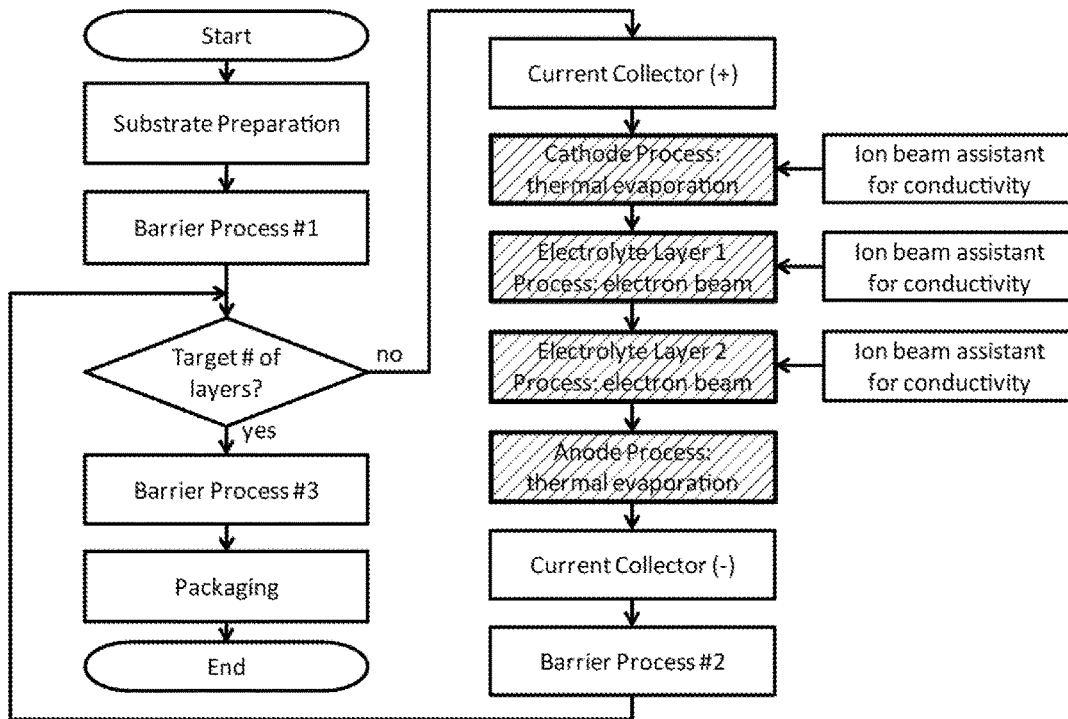 Start
Substrate Preparation
Barrier Process #1
Target # of
layers?
no
yes
Barrier Process #3
Packaging
End
Current Collector (+)
Cathode Process:
thermal evaporation
Ion beam assistant
for conductivity
Electrolyte Layer 1
Process: electron beam
Ion beam assistant
for conductivity
Electrolyte Layer 2
Process: electron beam
Ion beam assistant
for conductivity
Anode Process:
thermal evaporation
Current Collector (-)
Barrier Process #2